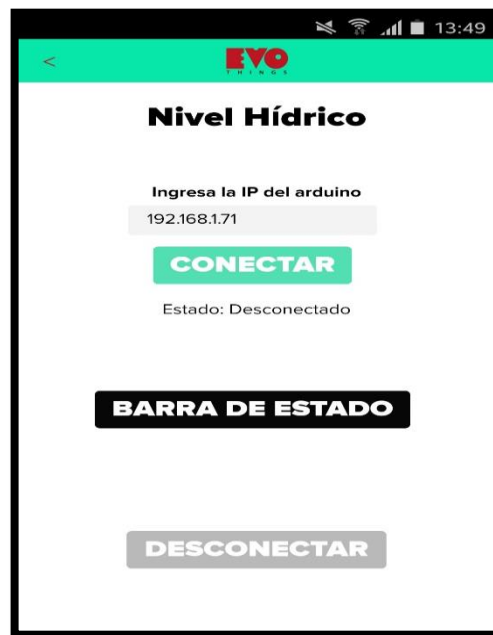 13:49
<
EVO
THINGS
Nivel Hídrico
Ingresa la IP del arduino
192.168.1.71
CONECTAR
Estado: Desconectado
BARRA DE ESTADO
DESCONECTAR